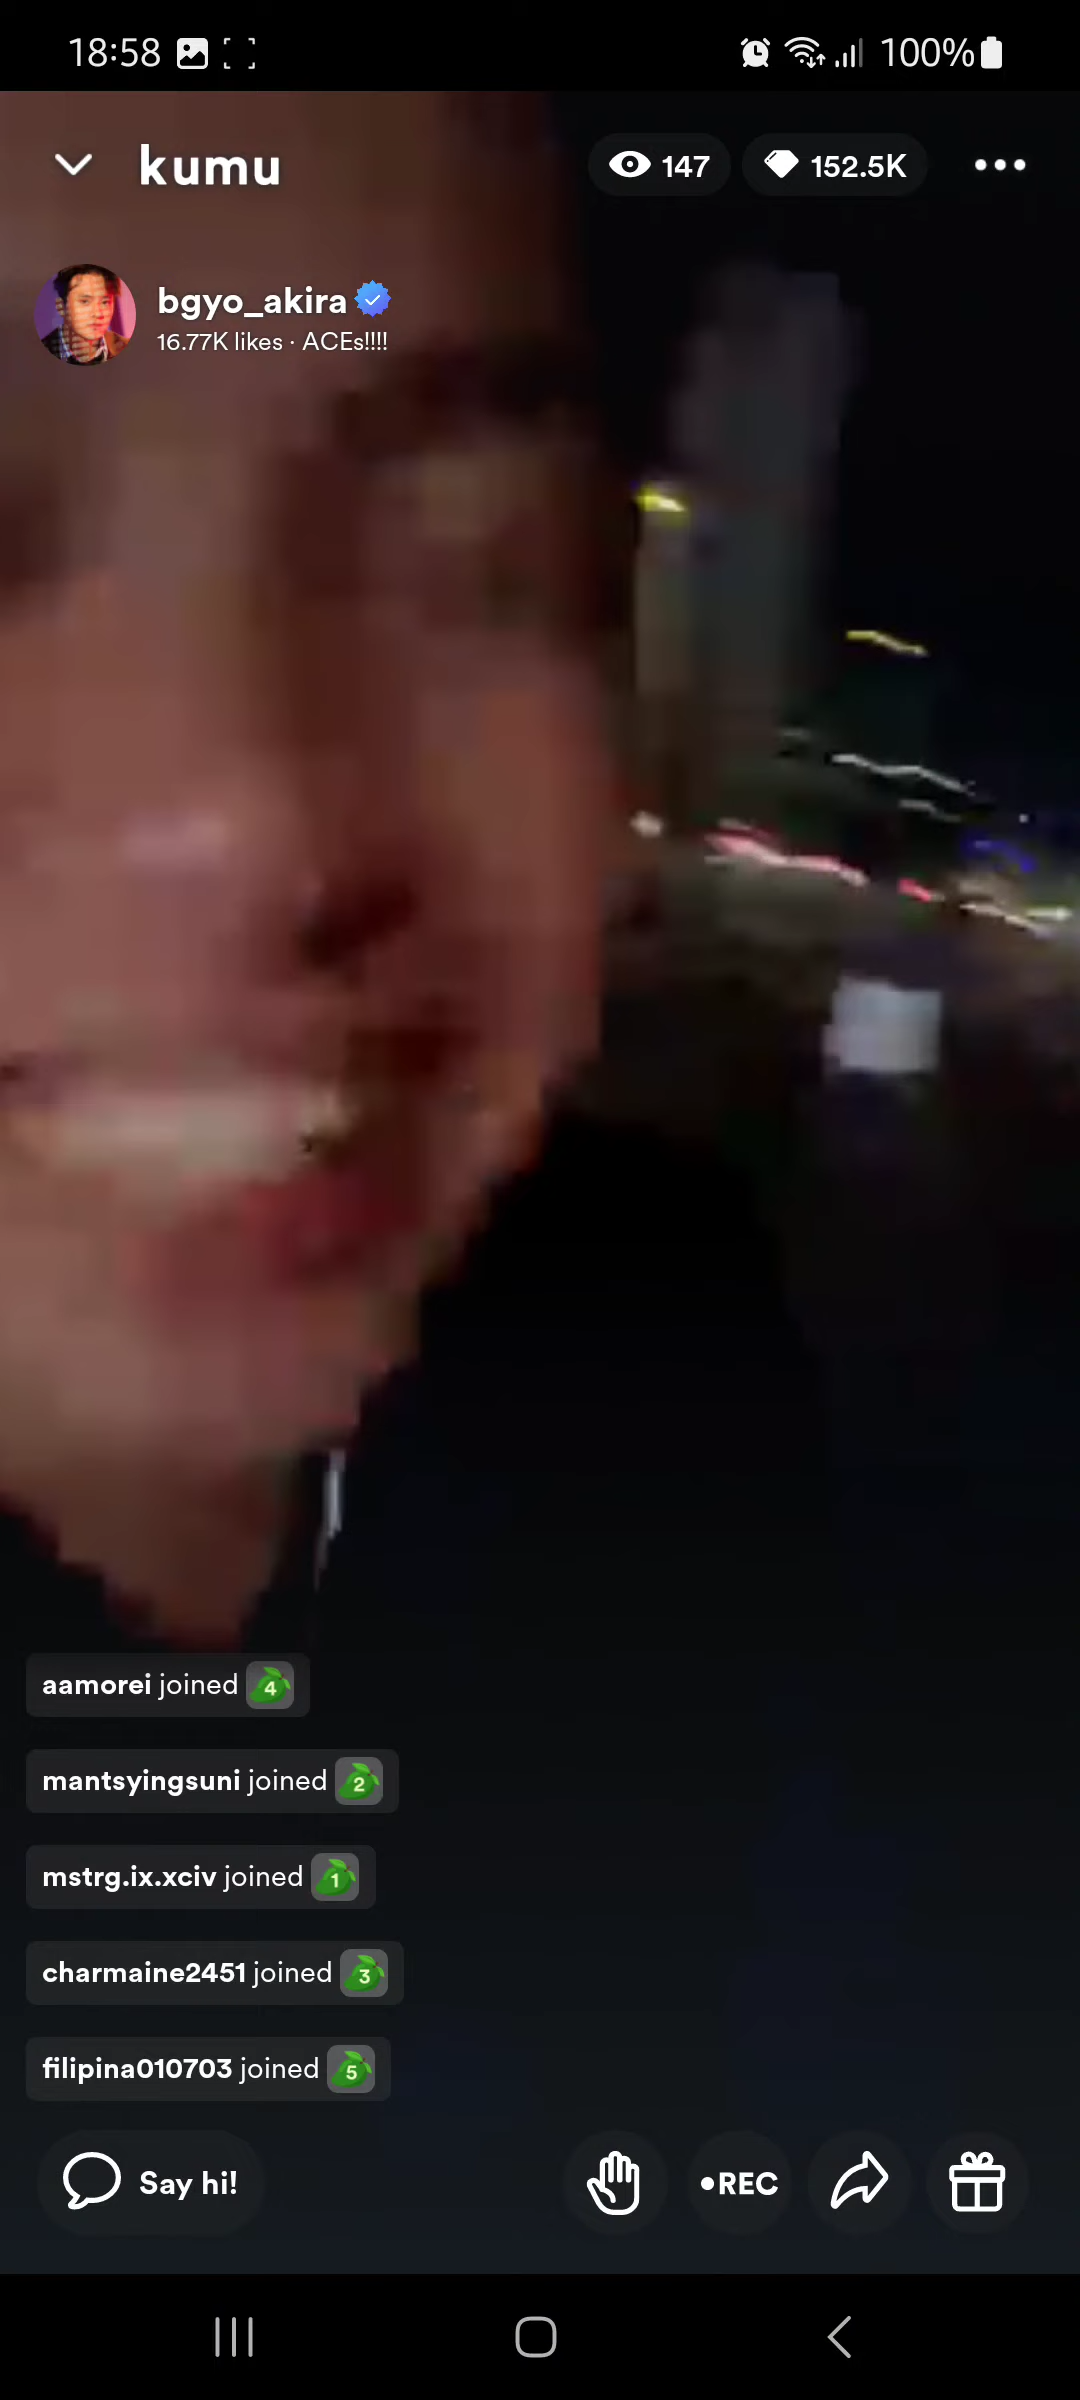 18:58
100%
kumu
147
152.5K
bgyo_akira
16.77K likes · ACEs!!!!
aamorei joined 4
mantsyingsuni joined 2
mstrg.ix.xciv joined 1
charmaine2451 joined 3
filipina010703 joined 5
Say hi!
•REC